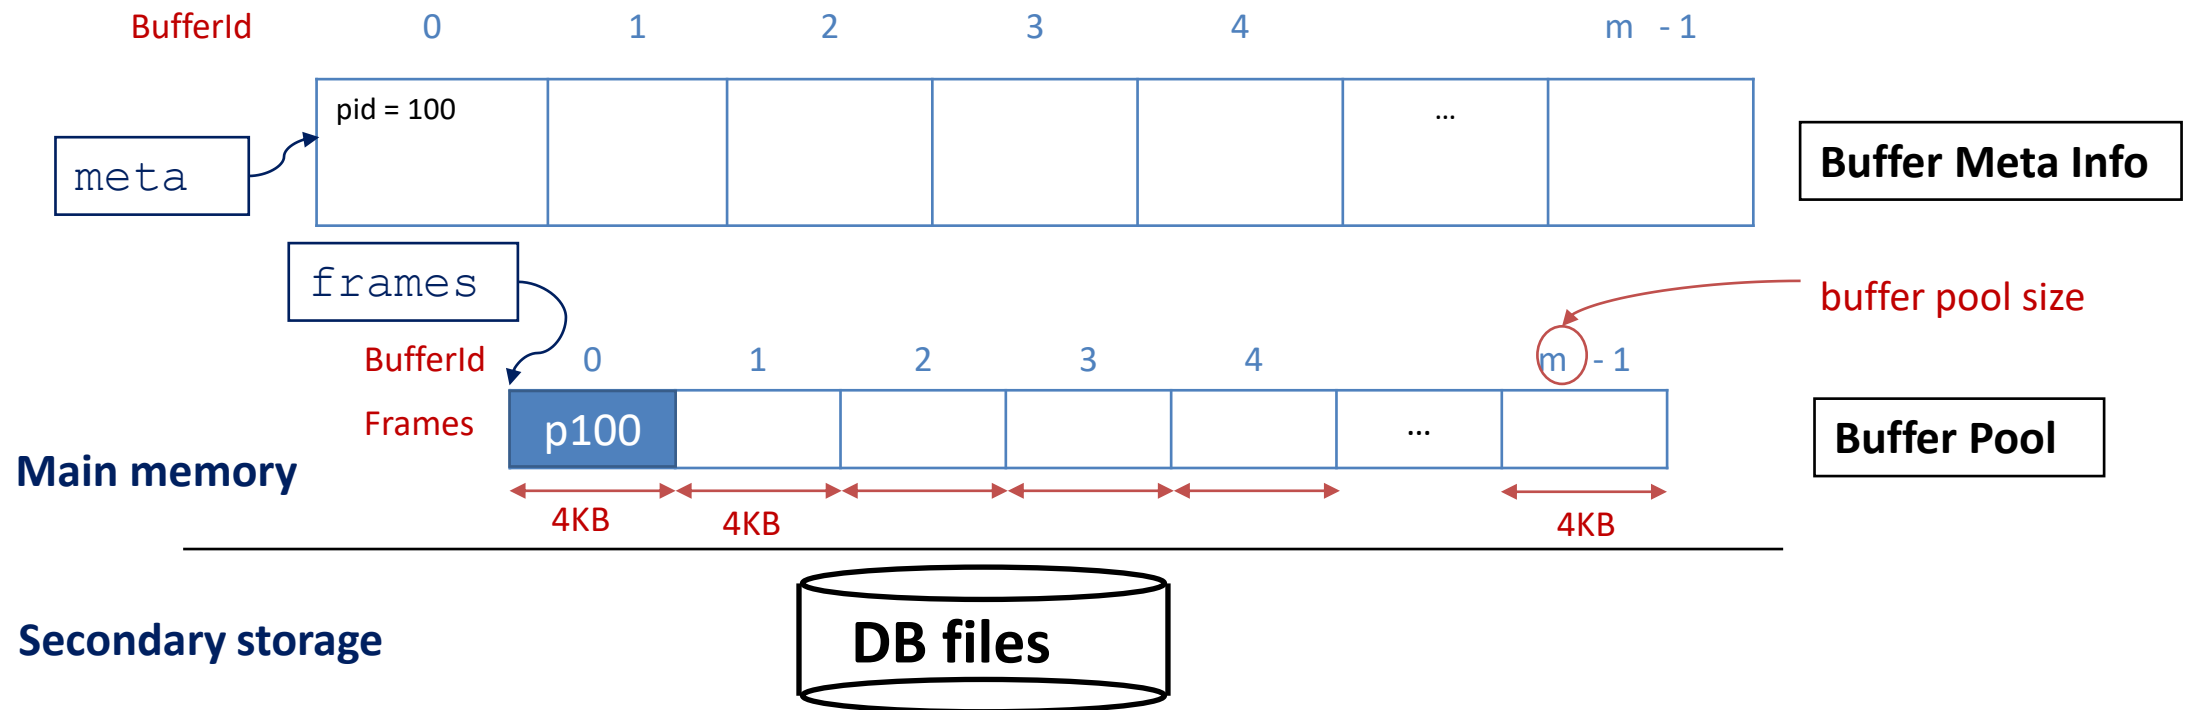 BufferId 0 1 2 3 4 m - 1
pid = 100 ...
meta
Buffer Meta Info
frames
buffer pool size
BufferId 0 1 2 3 4 m - 1
Frames p100 ...
Buffer Pool
Main memory
4KB 4KB 4KB
DB files
Secondary storage